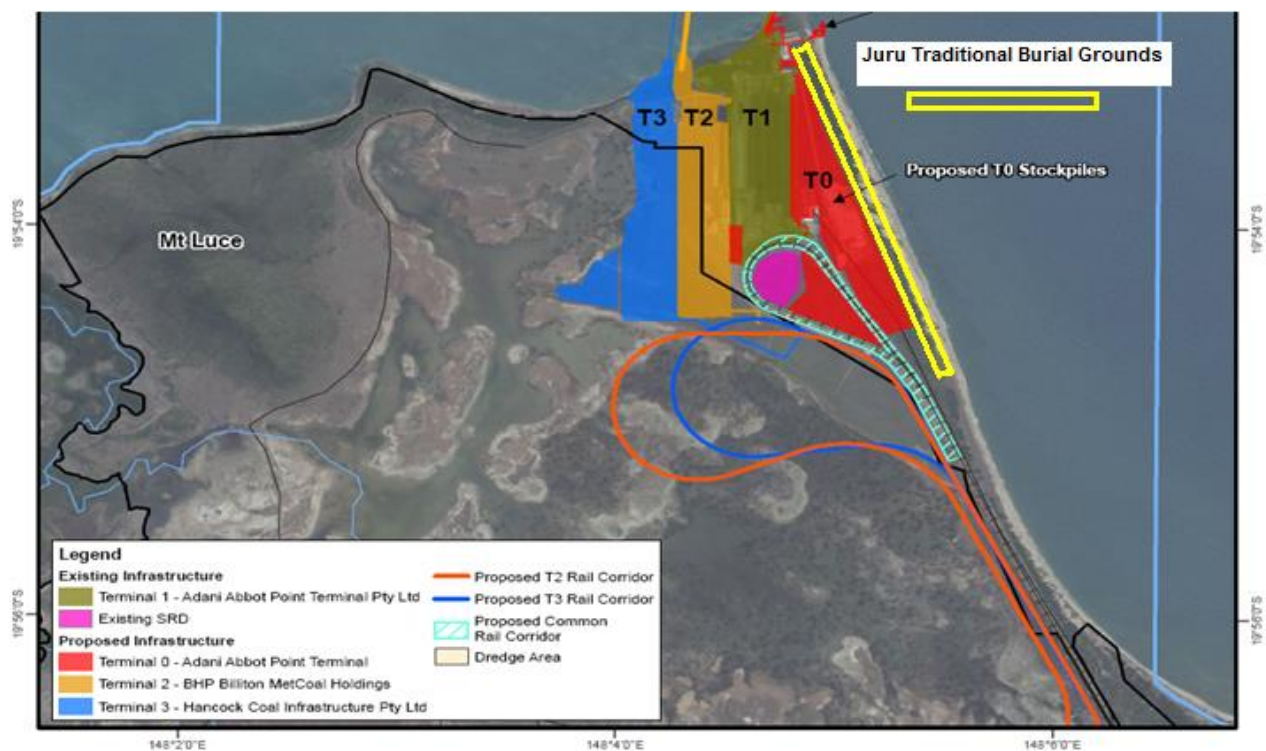 Juru Traditional Burial Grounds
T3
T2
T1
T0
Proposed T0 Stockpiles
Mt Luce
19°54'0"S
19°54'0"S
19°56'0"S
19°56'0"S
Legend
Existing Infrastructure
Terminal 1 - Adani Abbot Point Terminal Pty Ltd
Existing SRD
Proposed Infrastructure
Terminal 0 - Adani Abbot Point Terminal
Terminal 2 - BHP Billiton MetCoal Holdings
Terminal 3 - Hancock Coal Infrastructure Pty Ltd
Proposed T2 Rail Corridor
Proposed T3 Rail Corridor
Proposed Common
Rail Corridor
Dredge Area
148°2'0"E
148°4'0"E
148°6'0"E